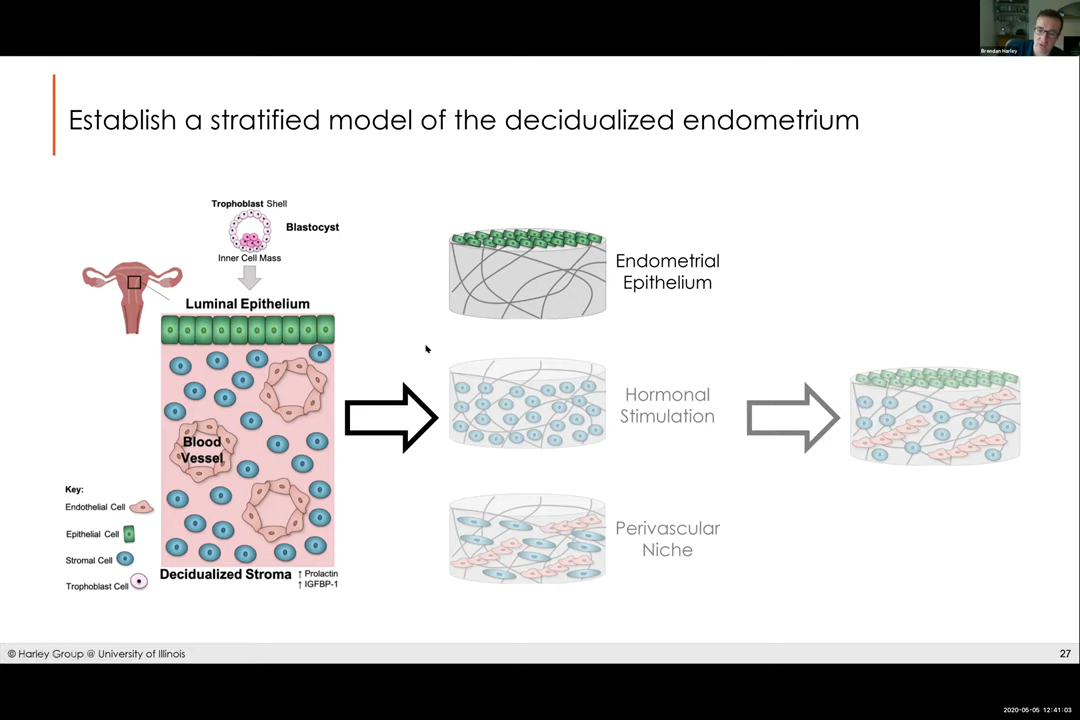 Brendan Harley
Establish a stratified model of the decidualized endometrium
Trophoblast Shell
Blastocyst
Inner Cell Mass
Luminal Epithelium
Blood
Vessel
Key:
Endothelial Cell
Epithelial Cell
Stromal Cell
Trophoblast Cell
Decidualized Stroma
↑ Prolactin
↑ IGFBP-1
Endometrial
Epithelium
Hormonal
Stimulation
Perivascular
Niche
© Harley Group @ University of Illinois
27
2020-05-05 12:41:03